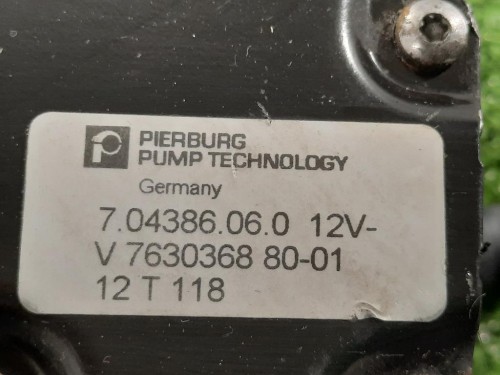 PIERBURG
PUMP TECHNOLOGY
Germany
7.04386.06.0 12V-
V 7630368 80-01
12 T 118